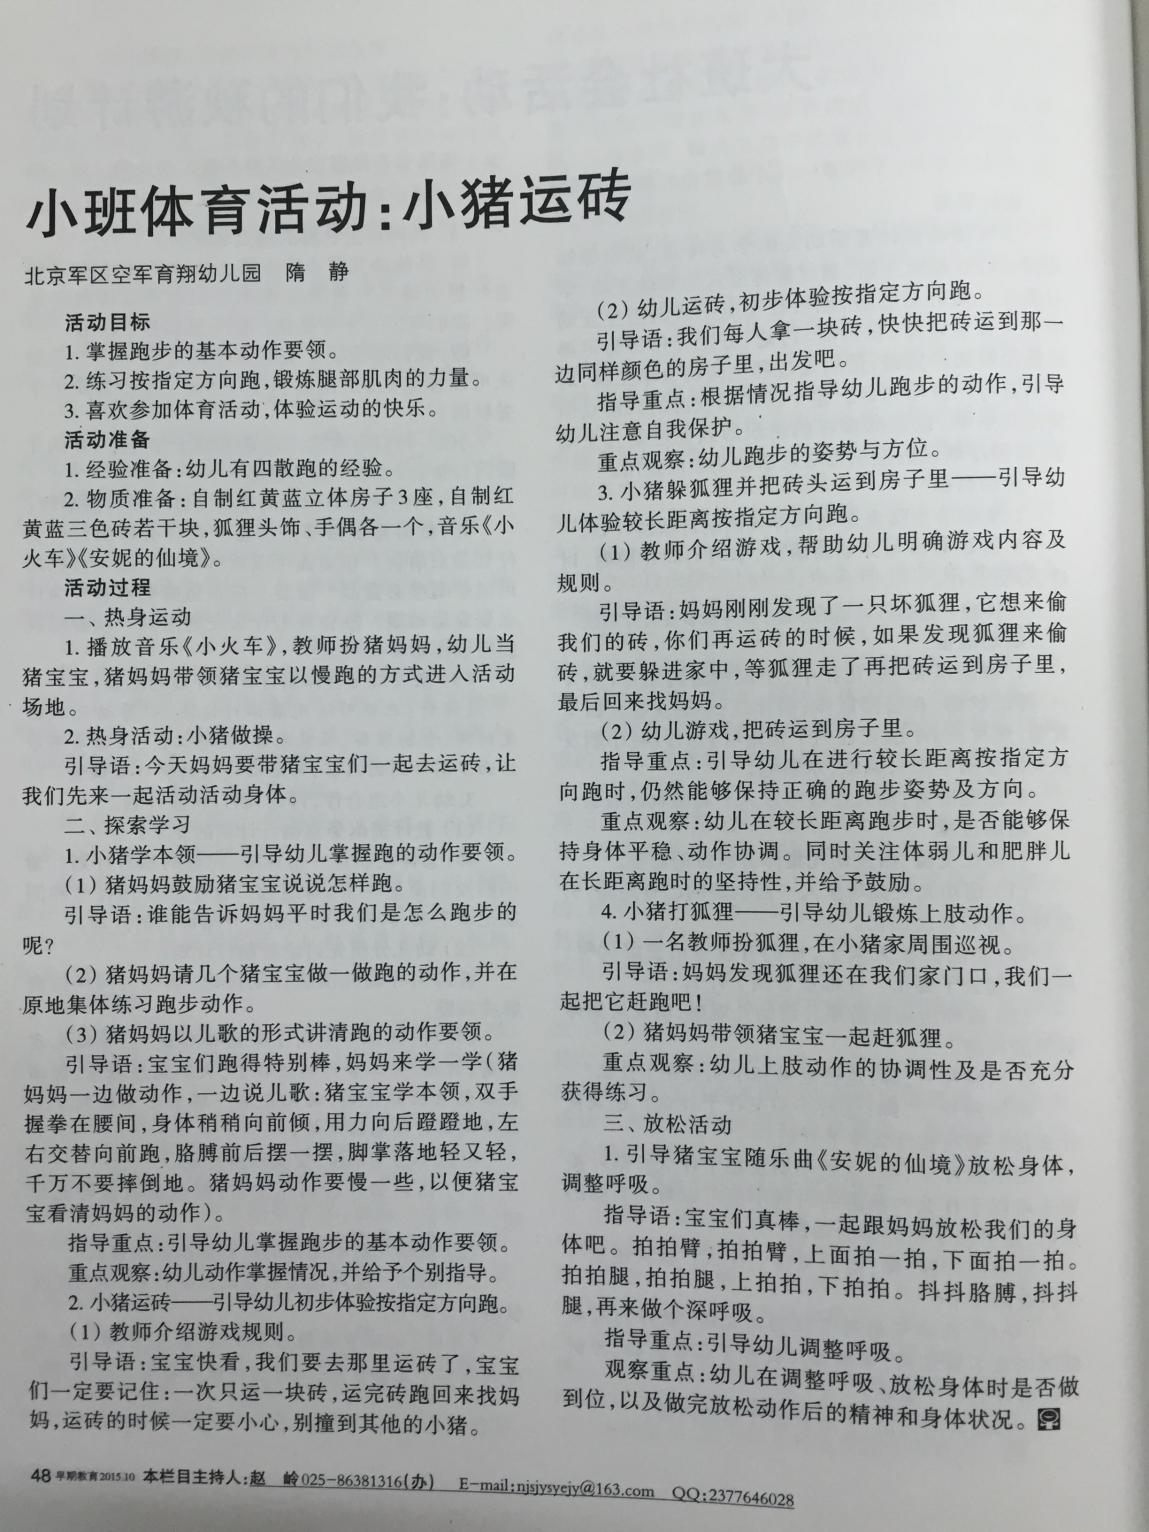 小班体育活动:小猪运砖
北京军区空军育翔幼儿园 隋 静
活动目标
1. 掌握跑步的基本动作要领。
2. 练习按指定方向跑,锻炼腿部肌肉的力量。
3. 喜欢参加体育活动,体验运动的快乐。
活动准备
1. 经验准备:幼儿有四散跑的经验。
2. 物质准备:自制红黄蓝立体房子3座,自制红
黄蓝三色砖若干块,狐狸头饰、手偶各一个,音乐《小
火车》《安妮的仙境》。
活动过程
一、热身运动
1. 播放音乐《小火车》,教师扮猪妈妈,幼儿当
猪宝宝,猪妈妈带领猪宝宝以慢跑的方式进入活动
场地。
2. 热身活动:小猪做操。
引导语:今天妈妈要带猪宝宝们一起去运砖,让
我们先来一起活动活动身体。
二、探索学习
1. 小猪学本领——引导幼儿掌握跑的动作要领。
(1) 猪妈妈鼓励猪宝宝说说怎样跑。
引导语:谁能告诉妈妈平时我们是怎么跑步的
呢?
(2) 猪妈妈请几个猪宝宝做一做跑的动作,并在
原地集体练习跑步动作。
(3) 猪妈妈以儿歌的形式讲清跑的动作要领。
引导语:宝宝们跑得特别棒,妈妈来学一学(猪
妈妈一边做动作,一边说儿歌:猪宝宝学本领,双手
握拳在腰间,身体稍稍向前倾,用力向后蹬蹬地,左
右交替向前跑,胳膊前后摆一摆,脚掌落地轻又轻,
千万不要摔倒地。猪妈妈动作要慢一些,以便猪宝
宝看清妈妈的动作)。
指导重点:引导幼儿掌握跑步的基本动作要领。
重点观察:幼儿动作掌握情况,并给予个别指导。
2. 小猪运砖——引导幼儿初步体验按指定方向跑。
(1) 教师介绍游戏规则。
引导语:宝宝快看,我们要去那里运砖了,宝宝
们一定要记住:一次只运一块砖,运完砖跑回来找妈
妈,运砖的时候一定要小心,别撞到其他的小猪。
(2) 幼儿运砖,初步体验按指定方向跑。
引导语:我们每人拿一块砖,快快把砖运到那一
边同样颜色的房子里,出发吧。
指导重点:根据情况指导幼儿跑步的动作,引导
幼儿注意自我保护。
重点观察:幼儿跑步的姿势与方位。
3. 小猪躲狐狸并把砖头运到房子里——引导幼
儿体验较长距离按指定方向跑。
(1) 教师介绍游戏,帮助幼儿明确游戏内容及
规则。
引导语:妈妈刚刚发现了一只坏狐狸,它想来偷
我们的砖,你们再运砖的时候,如果发现狐狸来偷
砖,就要躲进家中,等狐狸走了再把砖运到房子里,
最后回来找妈妈。
(2) 幼儿游戏,把砖运到房子里。
指导重点:引导幼儿在进行较长距离按指定方
向跑时,仍然能够保持正确的跑步姿势及方向。
重点观察:幼儿在较长距离跑步时,是否能够保
持身体平稳、动作协调。同时关注体弱儿和肥胖儿
在长距离跑时的坚持性,并给予鼓励。
4. 小猪打狐狸——引导幼儿锻炼上肢动作。
(1) 一名教师扮狐狸,在小猪家周围巡视。
引导语:妈妈发现狐狸还在我们家门口,我们一
起把它赶跑吧!
(2) 猪妈妈带领猪宝宝一起赶狐狸。
重点观察:幼儿上肢动作的协调性及是否充分
获得练习。
三、放松活动
1. 引导猪宝宝随乐曲《安妮的仙境》放松身体,
调整呼吸。
指导语:宝宝们真棒,一起跟妈妈放松我们的身
体吧。拍拍臂,拍拍臂,上面拍一拍,下面拍一拍。
拍拍腿,拍拍腿,上拍拍,下拍拍。抖抖胳膊,抖抖
腿,再来做个深呼吸。
指导重点:引导幼儿调整呼吸。
观察重点:幼儿在调整呼吸、放松身体时是否做
到位,以及做完放松动作后的精神和身体状况。
48 早期教育2015.10 本栏目主持人:赵 岭 025-86381316(办) E-mail:njsjysyejy@163.com QQ:2377646028